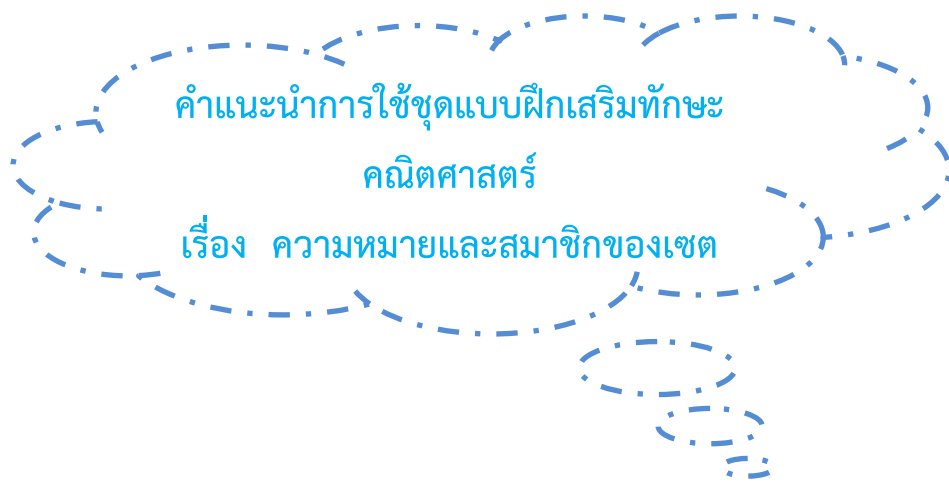 คำแนะนำการใช้ชุดแบบฝึกเสริมทักษะ
คณิตศาสตร์
เรื่อง ความหมายและสมาชิกของเซต